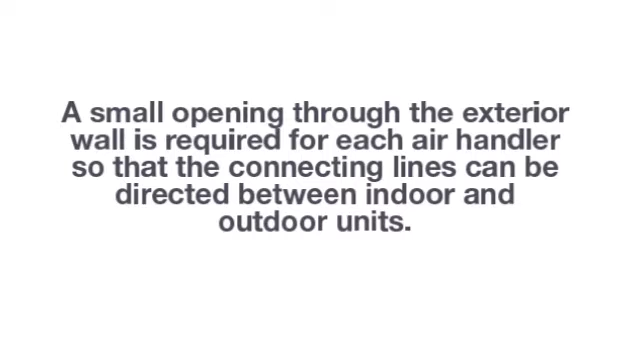 A small opening through the exterior
wall is required for each air handler
so that the connecting lines can be
directed between indoor and
outdoor units.